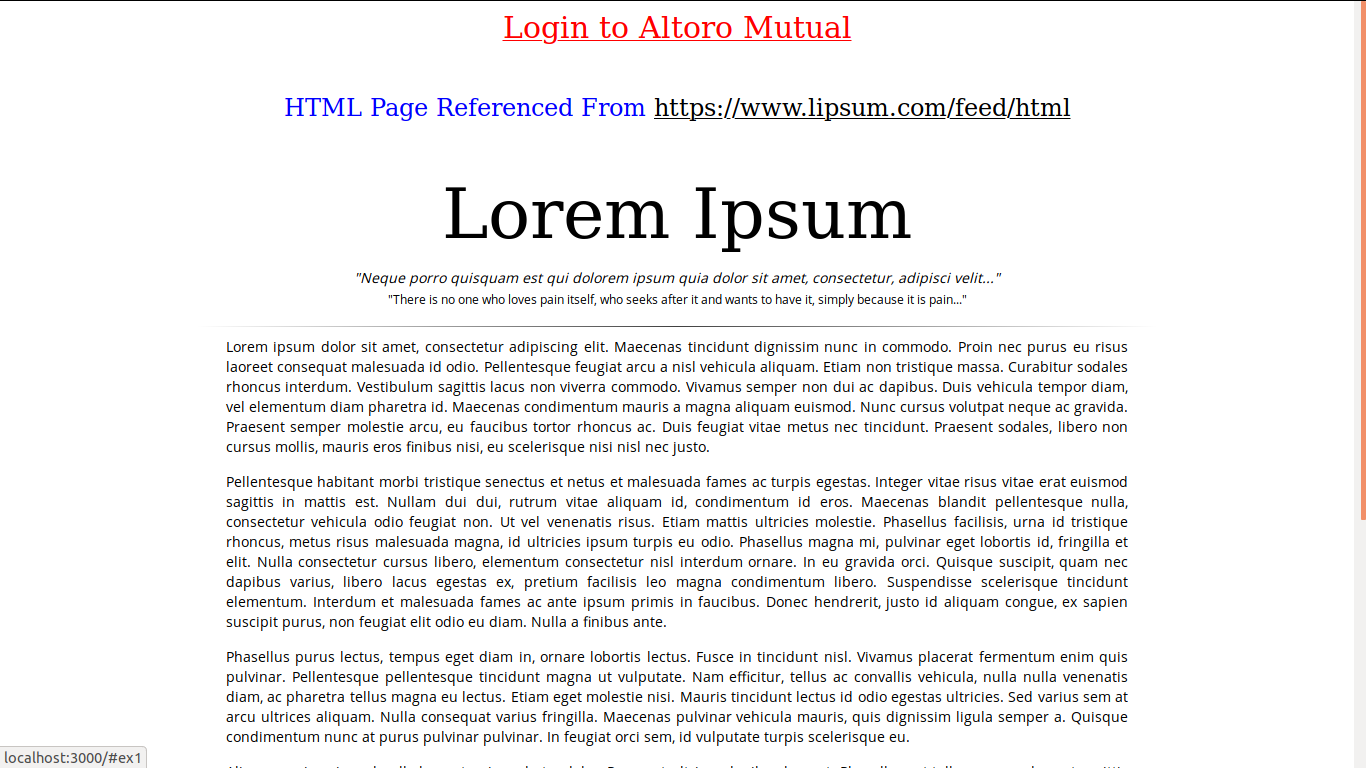 Login to Altoro Mutual
HTML Page Referenced From https://www.lipsum.com/feed/html
Lorem Ipsum
"Neque porro quisquam est qui dolorem ipsum quia dolor sit amet, consectetur, adipisci velit..."
"There is no one who loves pain itself, who seeks after it and wants to have it, simply because it is pain..."
Lorem ipsum dolor sit amet, consectetur adipiscing elit. Maecenas tincidunt dignissim nunc in commodo. Proin nec purus eu risus
laoreet consequat malesuada id odio. Pellentesque feugiat arcu a nisl vehicula aliquam. Etiam non tristique massa. Curabitur sodales
rhoncus interdum. Vestibulum sagittis lacus non viverra commodo. Vivamus semper non dui ac dapibus. Duis vehicula tempor diam,
vel elementum diam pharetra id. Maecenas condimentum mauris a magna aliquam euismod. Nunc cursus volutpat neque ac gravida.
Praesent semper molestie arcu, eu faucibus tortor rhoncus ac. Duis feugiat vitae metus nec tincidunt. Praesent sodales, libero non
cursus mollis, mauris eros finibus nisi, eu scelerisque nisi nisl nec justo.
Pellentesque habitant morbi tristique senectus et netus et malesuada fames ac turpis egestas. Integer vitae risus vitae erat euismod
sagittis in mattis est. Nullam dui dui, rutrum vitae aliquam id, condimentum id eros. Maecenas blandit pellentesque nulla,
consectetur vehicula odio feugiat non. Ut vel venenatis risus. Etiam mattis ultricies molestie. Phasellus facilisis, urna id tristique
rhoncus, metus risus malesuada magna, id ultricies ipsum turpis eu odio. Phasellus magna mi, pulvinar eget lobortis id, fringilla et
elit. Nulla consectetur cursus libero, elementum consectetur nisl interdum ornare. In eu gravida orci. Quisque suscipit, quam nec
dapibus varius, libero lacus egestas ex, pretium facilisis leo magna condimentum libero. Suspendisse scelerisque tincidunt
elementum. Interdum et malesuada fames ac ante ipsum primis in faucibus. Donec hendrerit, justo id aliquam congue, ex sapien
suscipit purus, non feugiat elit odio eu diam. Nulla a finibus ante.
Phasellus purus lectus, tempus eget diam in, ornare lobortis lectus. Fusce in tincidunt nisl. Vivamus placerat fermentum enim quis
pulvinar. Pellentesque pellentesque tincidunt magna ut vulputate. Nam efficitur, tellus ac convallis vehicula, nulla nulla venenatis
diam, ac pharetra tellus magna eu lectus. Etiam eget molestie nisi. Mauris tincidunt lectus id odio egestas ultricies. Sed varius sem at
arcu ultrices aliquam. Nulla consequat varius fringilla. Maecenas pulvinar vehicula mauris, quis dignissim ligula semper a. Quisque
condimentum nunc at purus pulvinar pulvinar. In feugiat orci sem, id vulputate turpis scelerisque eu.
localhost:3000/#ex1